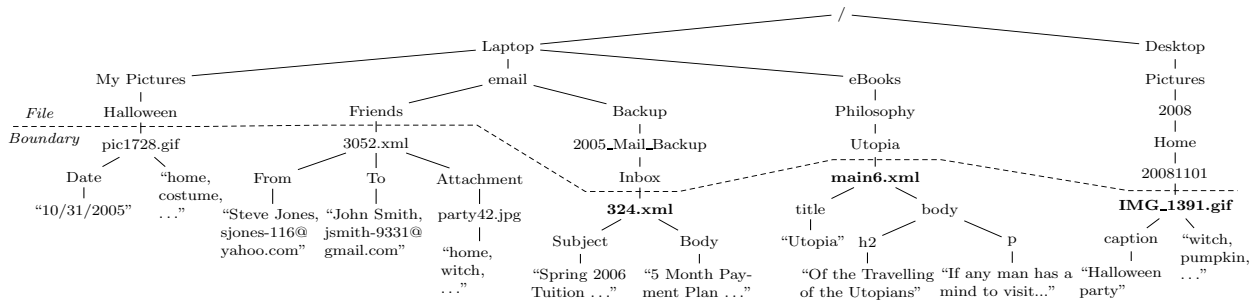 /
Laptop Desktop
My Pictures email eBooks Pictures
File Halloween Friends Backup Philosophy 2008
Boundary pic1728.gif 3052.xml 2005_Mail_Backup Utopia Home
Date "home, From To Attachment Inbox main6.xml 20081101
costume,
"10/31/2005" ..." "Steve Jones, "John Smith, party42.jpg 324.xml title body IMG_1391.gif
sjones-116@ jsmith-9331@
yahoo.com" gmail.com" "home, Subject Body "Utopia" h2 p caption "witch,
witch, pumpkin,
..." "Spring 2006 "5 Month Pay- "Of the Travelling "If any man has a "Halloween ..."
Tuition ..." ment Plan ..." of the Utopians" mind to visit..." party"